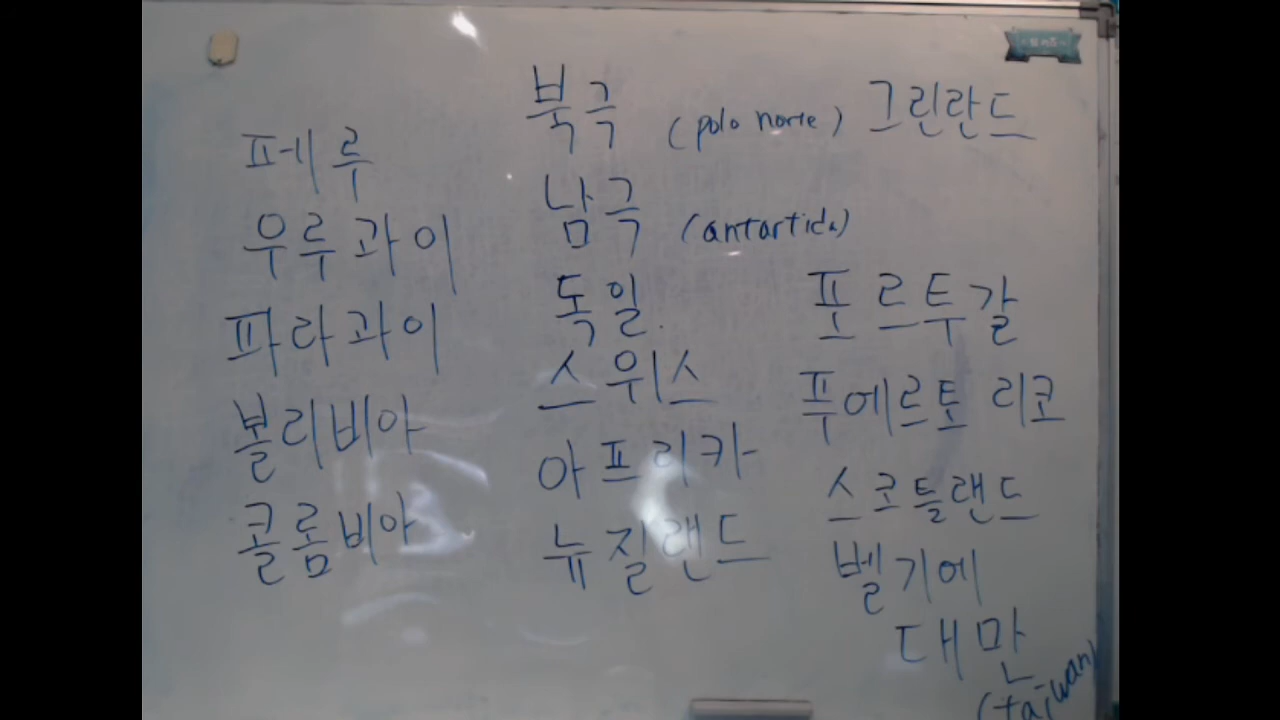 페루
우루과이
파라과이
볼리비아
콜롬비아
북극 (polo norte)
남극 (antartida)
독일
스위스
아프리카
뉴질랜드
그린란드
포르투갈
푸에르토 리코
스코틀랜드
벨기에
대만
(taiwan)